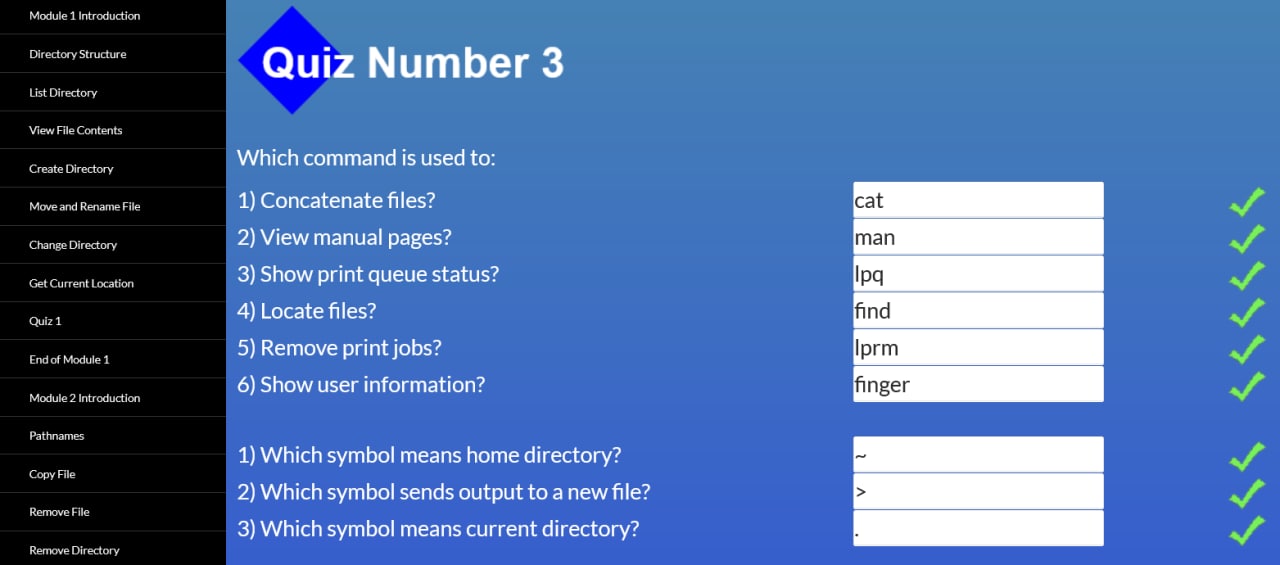 Module 1 Introduction
Directory Structure
List Directory
View File Contents
Create Directory
Move and Rename File
Change Directory
Get Current Location
Quiz 1
End of Module 1
Module 2 Introduction
Pathnames
Copy File
Remove File
Remove Directory
Quiz Number 3
Which command is used to:
1) Concatenate files? cat
2) View manual pages? man
3) Show print queue status? lpq
4) Locate files? find
5) Remove print jobs? lprm
6) Show user information? finger
1) Which symbol means home directory? ~
2) Which symbol sends output to a new file? >
3) Which symbol means current directory? .